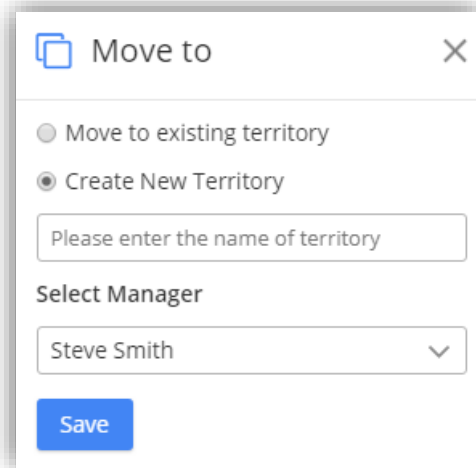 Move to
Move to existing territory
Create New Territory
Please enter the name of territory
Select Manager
Steve Smith
Save